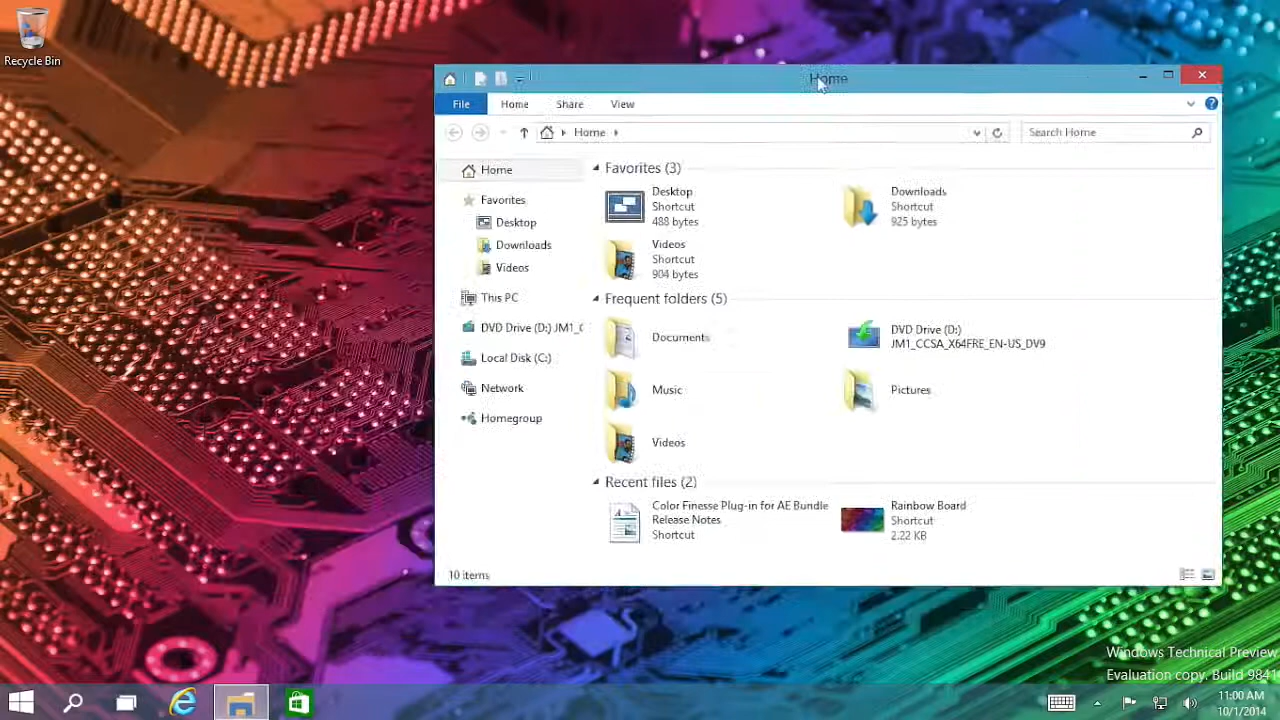 Recycle Bin
Home
File Home Share View
Home
Search Home
Home
Favorites
Desktop
Downloads
Videos
This PC
DVD Drive (D:) JM1_C
Local Disk (C:)
Network
Homegroup
Favorites (3)
Desktop
Shortcut
488 bytes
Downloads
Shortcut
925 bytes
Videos
Shortcut
904 bytes
Frequent folders (5)
Documents
DVD Drive (D:)
JM1_CCSA_X64FRE_EN-US_DV9
Music
Pictures
Videos
Recent files (2)
Color Finesse Plug-in for AE Bundle
Release Notes
Shortcut
Rainbow Board
Shortcut
2.22 KB
10 items
Windows Technical Preview
Evaluation copy. Build 9841
11:00 AM
10/1/2014